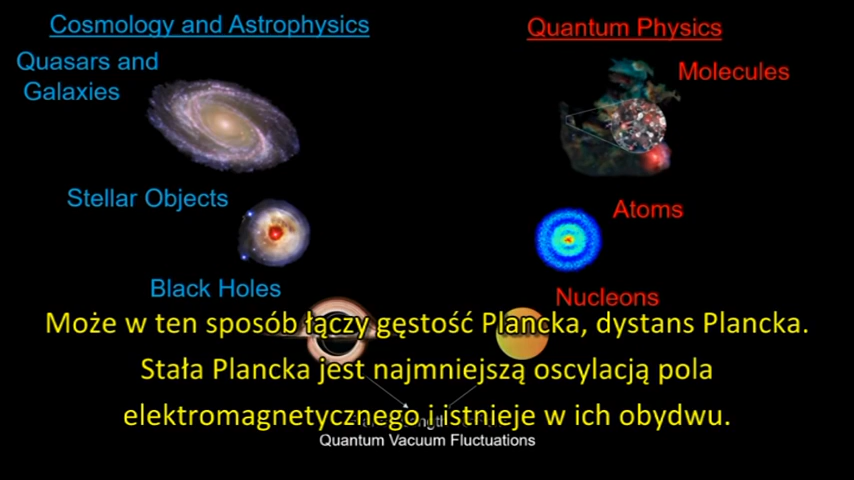 Cosmology and Astrophysics
Quasars and
Galaxies
Stellar Objects
Black Holes
Quantum Physics
Molecules
Atoms
Nucleons
Może w ten sposób łączy gęstość Plancka, dystans Plancka.
Stała Plancka jest najmniejszą oscylacją pola
elektromagnetycznego i istnieje w ich obydwu.
Quantum Vacuum Fluctuations